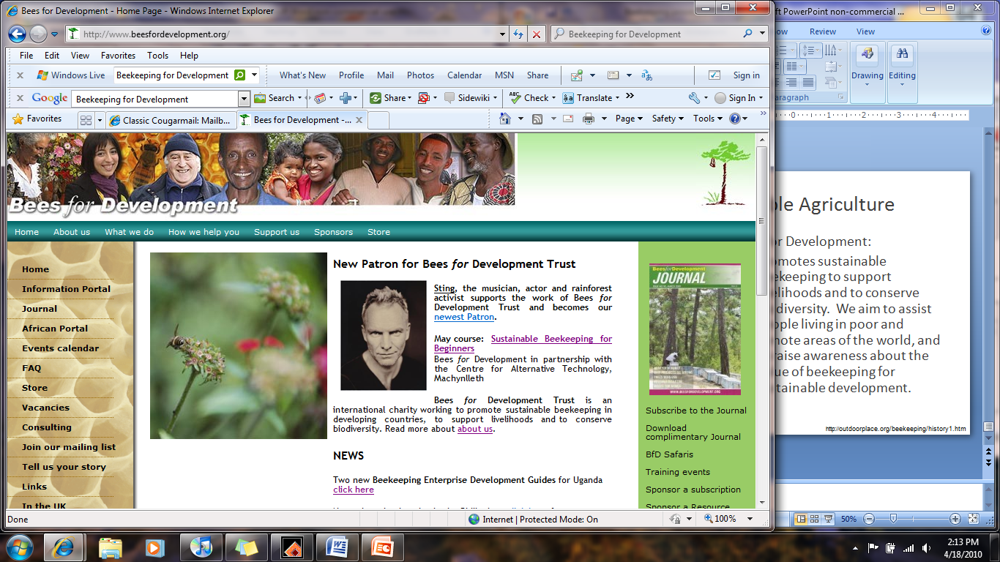 Bees for Development - Home Page - Windows Internet Explorer
http://www.beesfordevelopment.org/
Beekeeping for Development
File Edit View Favorites Tools Help
Windows Live Beekeeping for Development What's New Profile Mail Photos Calendar MSN Share Sign in
Google Beekeeping for Development Search Share Sidewiki Check Translate Sign In
Favorites Classic Cougarmail: Mailb... Bees for Development -... Page Safety Tools
Bees for Development
Home About us What we do How we help you Support us Sponsors Store
Home
Information Portal
Journal
African Portal
Events calendar
FAQ
Store
Vacancies
Consulting
Join our mailing list
Tell us your story
Links
In the UK
New Patron for Bees for Development Trust
Sting, the musician, actor and rainforest
activist supports the work of Bees for
Development Trust and becomes our
newest Patron.
May course: Sustainable Beekeeping for
Beginners
Bees for Development in partnership with
the Centre for Alternative Technology,
Machynlleth
Bees for Development Trust is an
international charity working to promote sustainable beekeeping in
developing countries, to support livelihoods and to conserve
biodiversity. Read more about about us.
NEWS
Two new Beekeeping Enterprise Development Guides for Uganda
click here
Bees for Development
JOURNAL
WWW.BEESFORDEVELOPMENT.ORG
Subscribe to the Journal
Download
complimentary Journal
BfD Safaris
Training events
Sponsor a subscription
Sponsor a Resource
Done Internet | Protected Mode: On 100%
ft PowerPoint non-commercial ...
ow Review View
Drawing Editing
aragraph
0 1 2 3 4
ble Agriculture
or Development:
omotes sustainable
ekeeping to support
elihoods and to conserve
diversity. We aim to assist
ople living in poor and
mote areas of the world, and
raise awareness about the
ue of beekeeping for
stainable development.
http://outdoorplace.org/beekeeping/history1.htm
50%
2:13 PM
4/18/2010